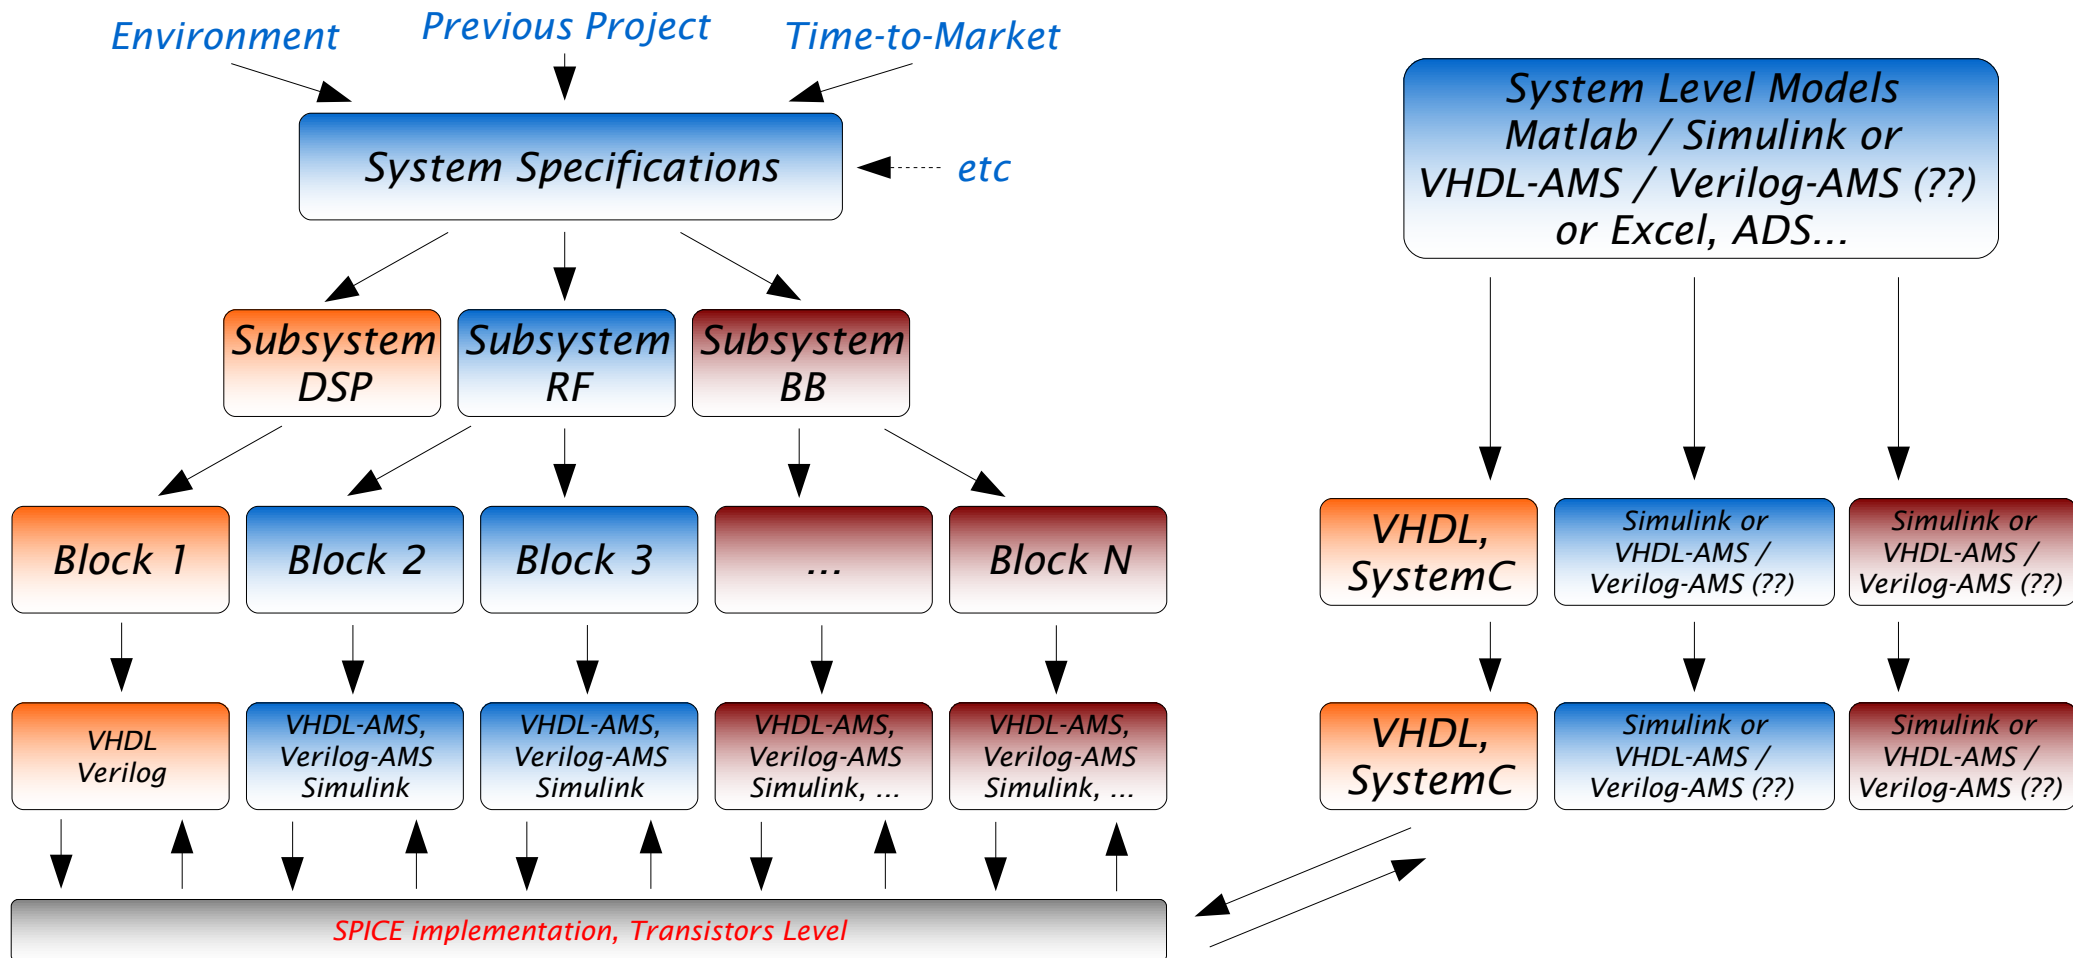 Environment
Previous Project
Time-to-Market
System Specifications
etc
System Level Models
Matlab / Simulink or
VHDL-AMS / Verilog-AMS (??)
or Excel, ADS...
Subsystem
DSP
Subsystem
RF
Subsystem
BB
Block 1
Block 2
Block 3
...
Block N
VHDL,
SystemC
Simulink or
VHDL-AMS /
Verilog-AMS (??)
Simulink or
VHDL-AMS /
Verilog-AMS (??)
VHDL
Verilog
VHDL-AMS,
Verilog-AMS
Simulink
VHDL-AMS,
Verilog-AMS
Simulink
VHDL-AMS,
Verilog-AMS
Simulink, ...
VHDL-AMS,
Verilog-AMS
Simulink, ...
VHDL,
SystemC
Simulink or
VHDL-AMS /
Verilog-AMS (??)
Simulink or
VHDL-AMS /
Verilog-AMS (??)
SPICE implementation, Transistors Level